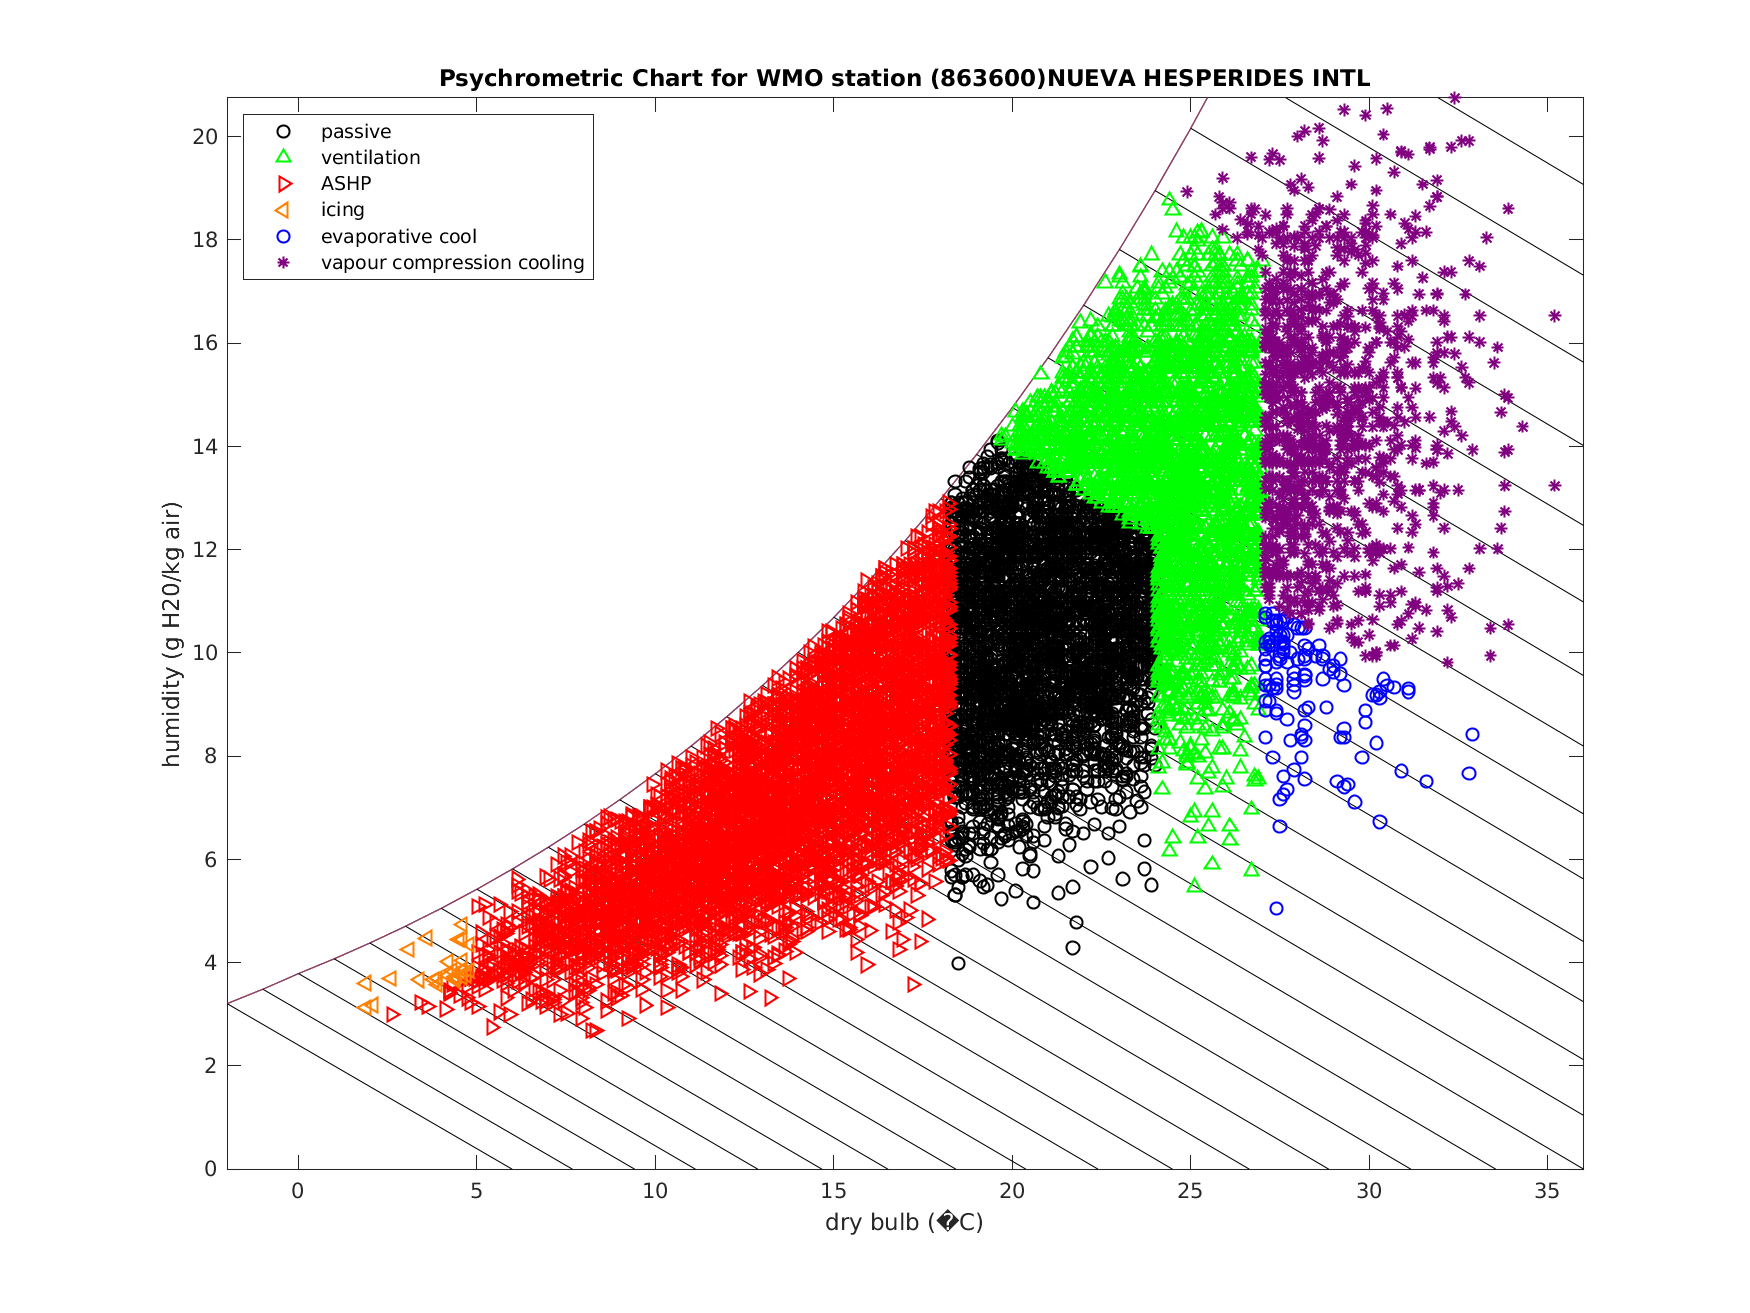 Psychrometric Chart for WMO station (863600)NUEVA HESPERIDES INTL
passive
ventilation
ASHP
icing
evaporative cool
vapour compression cooling
humidity (g H20/kg air)
20
18
16
14
12
10
8
6
4
2
0
0 5 10 15 20 25 30 35
dry bulb (�C)